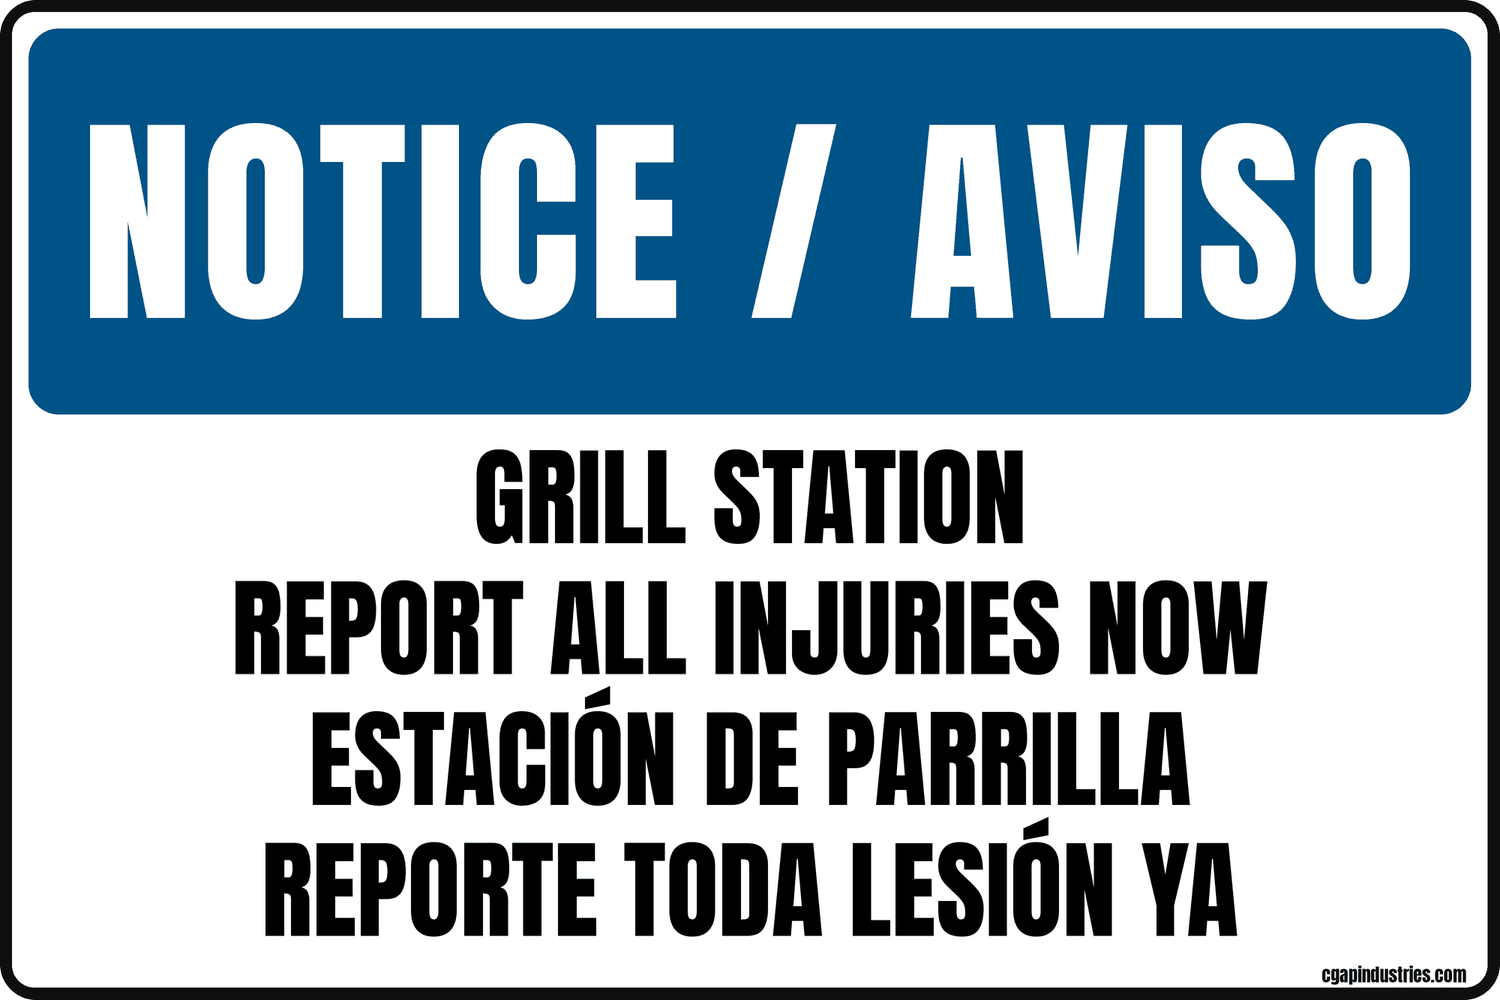 NOTICE / AVISO
GRILL STATION
REPORT ALL INJURIES NOW
ESTACIÓN DE PARRILLA
REPORTE TODA LESIÓN YA
cgapindustries.com